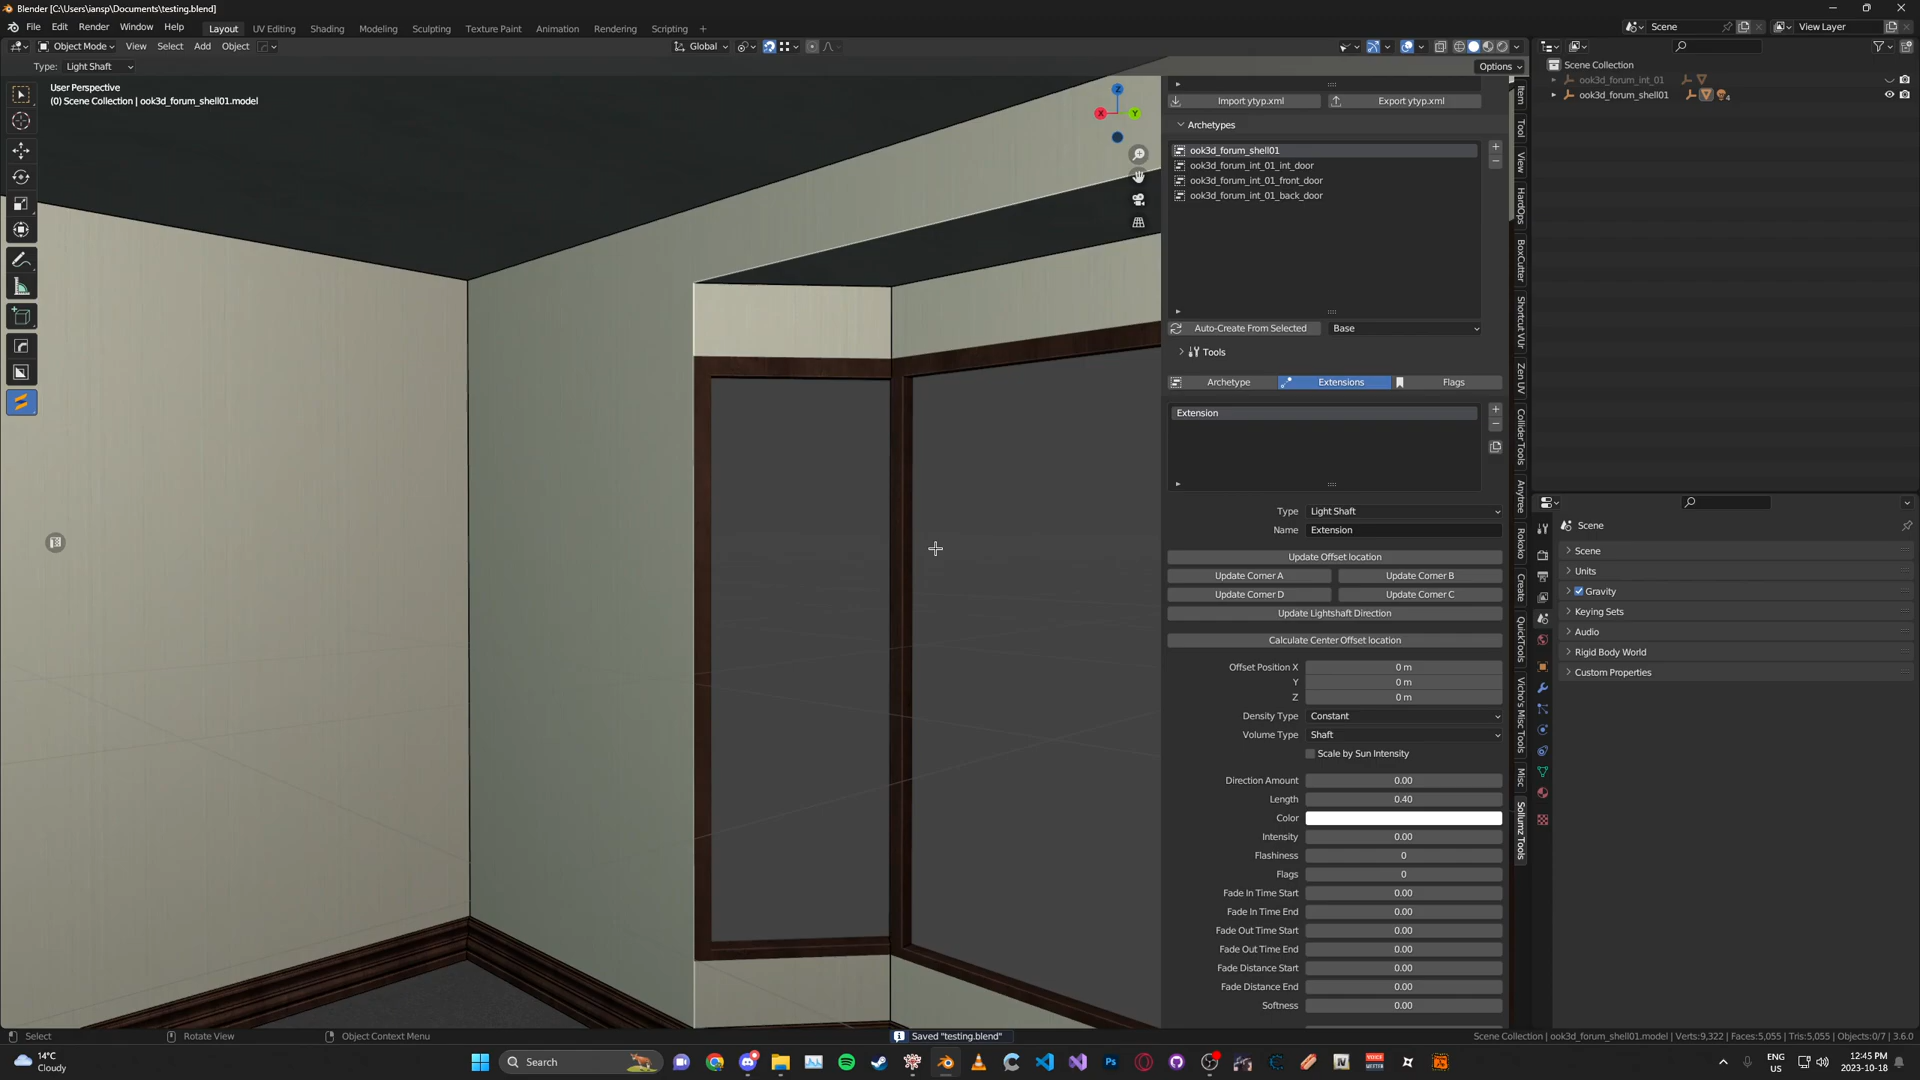 Blender [C:\Users\iansp\Documents\testing.blend]
File Edit Render Window Help Layout UV Editing Shading Modeling Sculpting Texture Paint Animation Rendering Scripting + Scene View Layer
Object Mode View Select Add Object Global
Type: Light Shaft Options
User Perspective
(0) Scene Collection | ook3d_forum_shell01.model
Z
X Y
Import ytyp.xml Export ytyp.xml
Archetypes
ook3d_forum_shell01
ook3d_forum_int_01_int_door
ook3d_forum_int_01_front_door
ook3d_forum_int_01_back_door
Auto-Create From Selected Base
Tools
Archetype Extensions Flags
Extension
Type Light Shaft
Name Extension
Update Offset location
Update Corner A Update Corner B
Update Corner D Update Corner C
Update Lightshaft Direction
Calculate Center Offset location
Offset Position X 0 m
Y 0 m
Z 0 m
Density Type Constant
Volume Type Shaft
Scale by Sun Intensity
Direction Amount 0.00
Length 0.40
Color
Intensity 0.00
Flashiness 0
Flags 0
Fade In Time Start 0.00
Fade In Time End 0.00
Fade Out Time Start 0.00
Fade Out Time End 0.00
Fade Distance Start 0.00
Fade Distance End 0.00
Softness 0.00
Item
Tool
View
HardOps
BoxCutter
Shortcut VUr
Zen UV
Collider Tools
Anytree
Rokoko
Create
QuickTools
Vicho's Misc Tools
Misc
Sollumz Tools
Scene Collection
ook3d_forum_int_01
ook3d_forum_shell01 4
Scene
Scene
Units
Gravity
Keying Sets
Audio
Rigid Body World
Custom Properties
Select Rotate View Object Context Menu Saved "testing.blend" Scene Collection | ook3d_forum_shell01.model | Verts:9,322 | Faces:5,055 | Tris:5,055 | Objects:0/7 | 3.6.0
14°C
Cloudy
Search
ENG
US
12:45 PM
2023-10-18